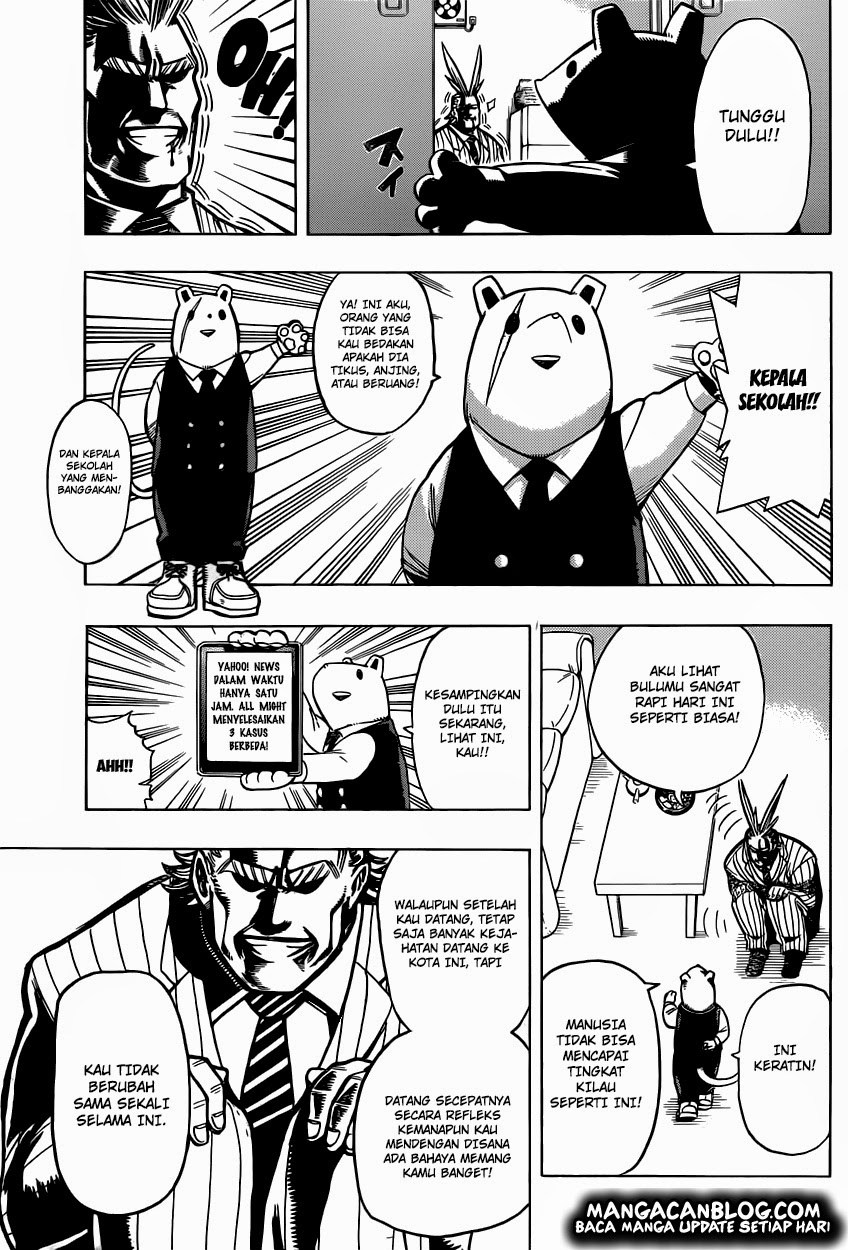 TUNGGU
DULU!!
ズイ
OH!
KEPALA
SEKOLAH!!
YA! INI AKU,
ORANG YANG
TIDAK BISA
KAU BEDAKAN
APAKAH DIA
TIKUS, ANJING,
ATAU BERUANG!
DAN KEPALA
SEKOLAH
YANG MEN-
BANGGAKAN!
AKU LIHAT
BULUMU SANGAT
RAPI HARI INI
SEPERTI BIASA!
INI
KERATIN!
MANUSIA
TIDAK BISA
MENCAPAI
TINGKAT
KILAU
SEPERTI INI!
KESAMPINGKAN
DULU ITU
SEKARANG,
LIHAT INI,
KAU!!
YAHOO! NEWS
DALAM WAKTU
HANYA SATU
JAM. ALL MIGHT
MENYELESAIKAN
3 KASUS
BERBEDA!
AHH!!
WALAUPUN SETELAH
KAU DATANG, TETAP
SAJA BANYAK KEJA-
HATAN DATANG KE
KOTA INI, TAPI
DATANG SECEPATNYA
SECARA REFLEKS
KEMANAPUN KAU
MENDENGAN DISANA
ADA BAHAYA MEMANG
KAMU BANGET!
KAU TIDAK
BERUBAH
SAMA SEKALI
SELAMA INI.
MANGACANBLOG.COM
BACA MANGA UPDATE SETIAP HARI